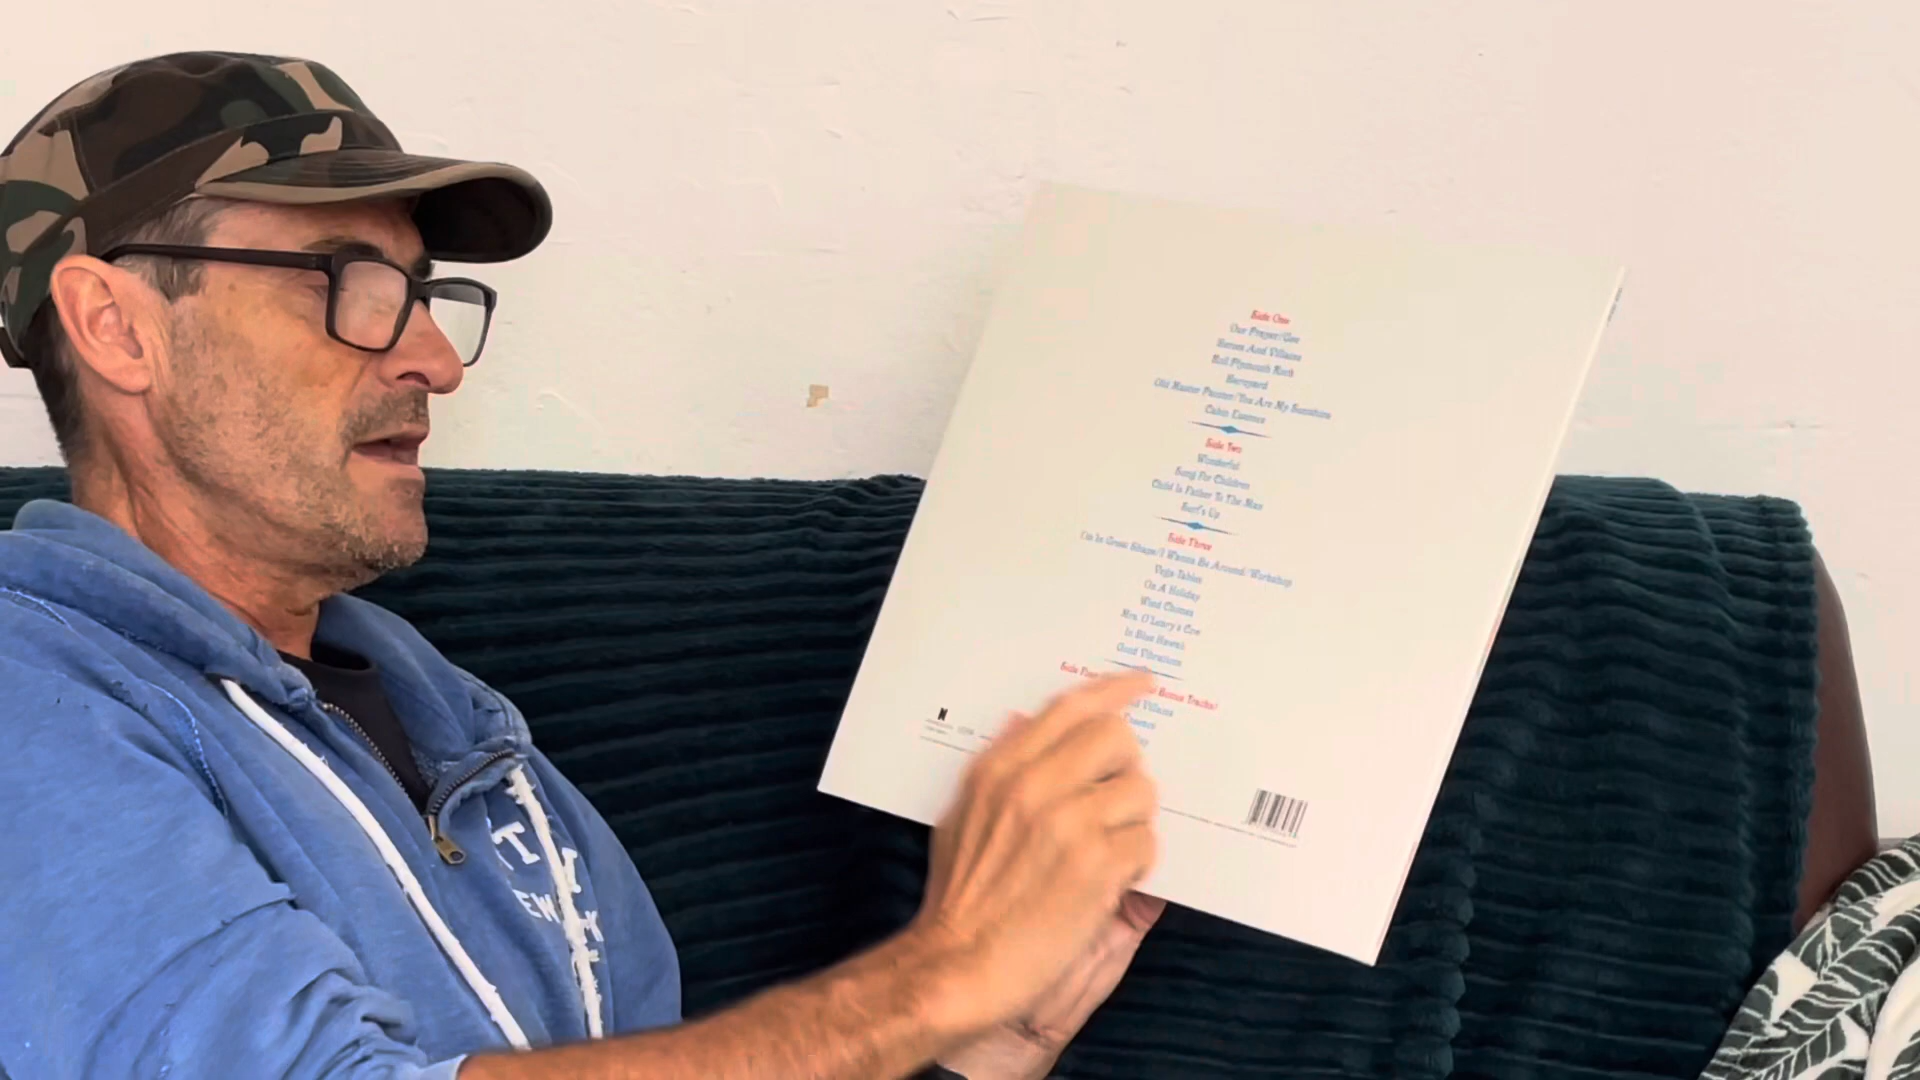 Side One
Our Prayer/Gee
Heroes And Villains
Roll Plymouth Rock
Barnyard
Old Master Painter/You Are My Sunshine
Cabin Essence
Side Two
Wonderful
Song For Children
Child Is Father To The Man
Surf's Up
Side Three
I'm In Great Shape/I Wanna Be Around/Workshop
Vega-Tables
On A Holiday
Wind Chimes
Mrs. O'Leary's Cow
In Blue Hawaii
Good Vibrations
Side Four Bonus Tracks)
Villains
Essence
N